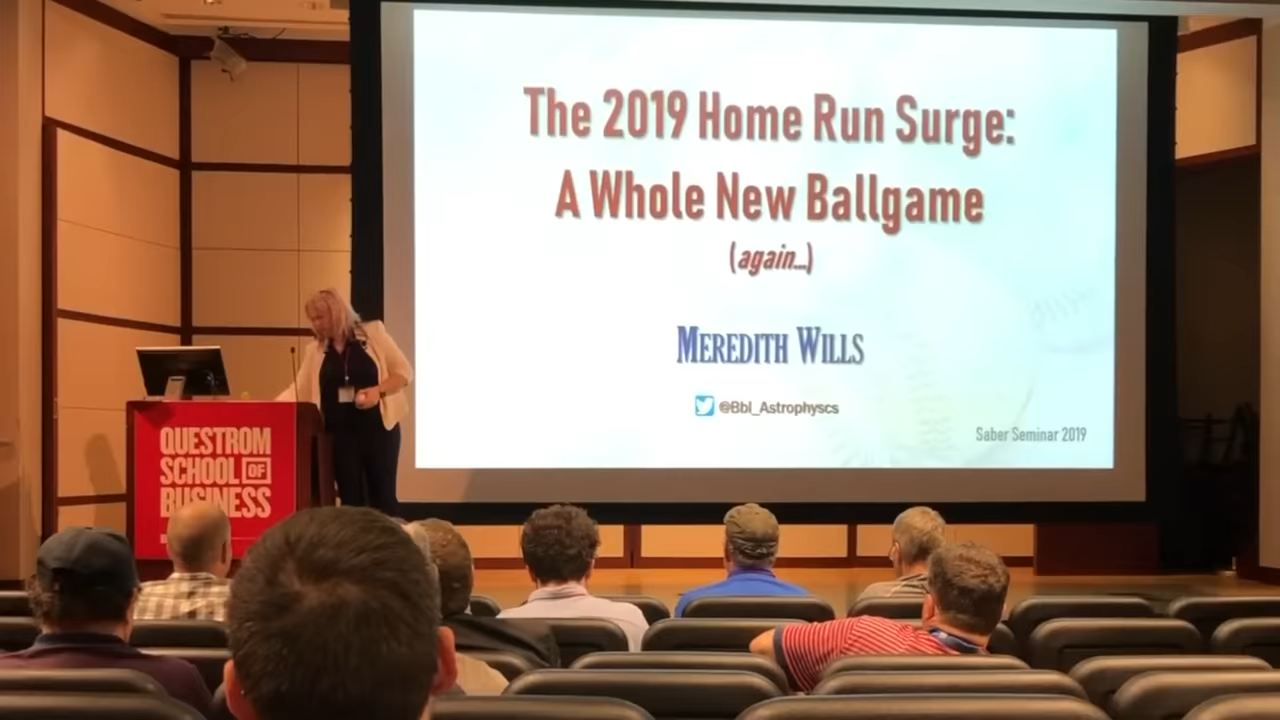 The 2019 Home Run Surge:
A Whole New Ballgame
(again...)
MEREDITH WILLS
@Bbl_Astrophyscs
Saber Seminar 2019
QUESTROM
SCHOOL OF
BUSINESS